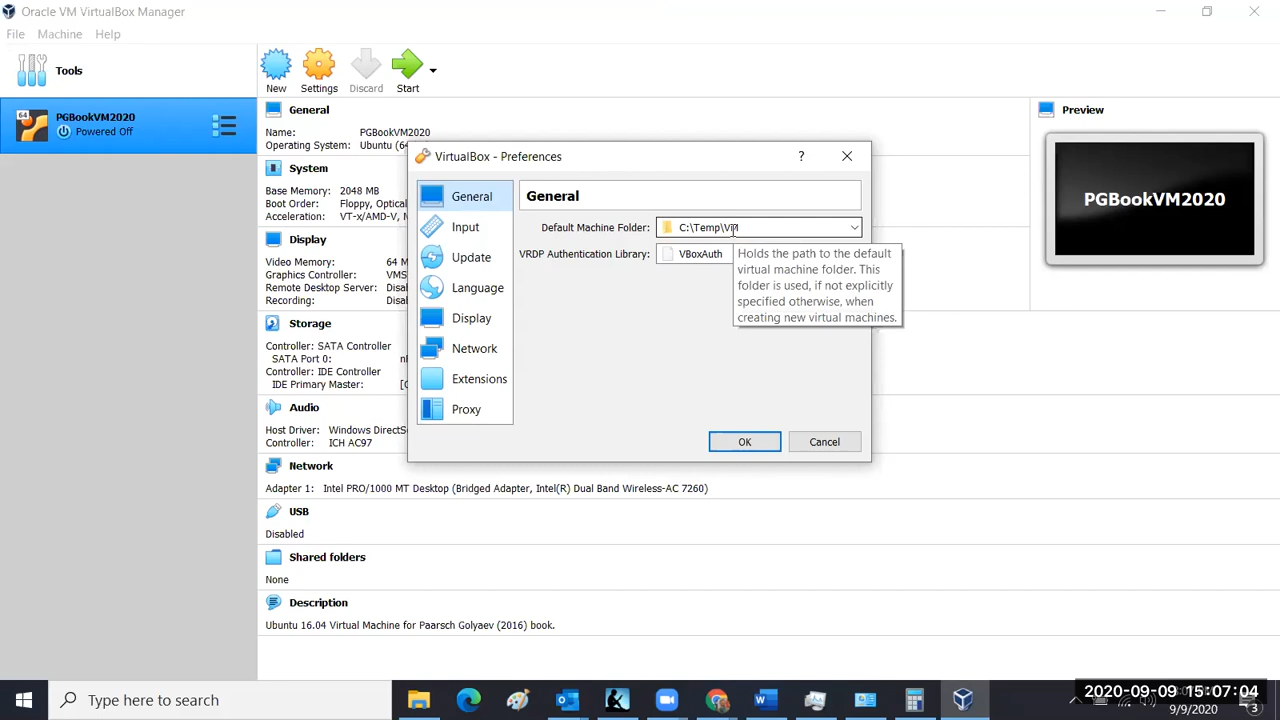 Oracle VM VirtualBox Manager
File Machine Help
Tools
New Settings Discard Start
64 PGBookVM2020
Powered Off
General
Name: PGBookVM2020
Operating System: Ubuntu (64
System
Base Memory: 2048 MB
Boot Order: Floppy, Optical
Acceleration: VT-x/AMD-V, N
Display
Video Memory: 64 M
Graphics Controller: VMS
Remote Desktop Server: Disa
Recording: Disa
Storage
Controller: SATA Controller
SATA Port 0:
Controller: IDE Controller
IDE Primary Master: [O
Audio
Host Driver: Windows DirectSo
Controller: ICH AC97
Network
Adapter 1: Intel PRO/1000 MT Desktop (Bridged Adapter, Intel(R) Dual Band Wireless-AC 7260)
USB
Disabled
Shared folders
None
Description
Ubuntu 16.04 Virtual Machine for Paarsch Golyaev (2016) book.
Preview
PGBookVM2020
VirtualBox - Preferences
?
General
Input
Update
Language
Display
Network
Extensions
Proxy
General
Default Machine Folder: C:\Temp\VM
VRDP Authentication Library: VBoxAuth
Holds the path to the default
virtual machine folder. This
folder is used, if not explicitly
specified otherwise, when
creating new virtual machines.
OK Cancel
Type here to search
2020-09-09 15:07:04
9/9/2020
3